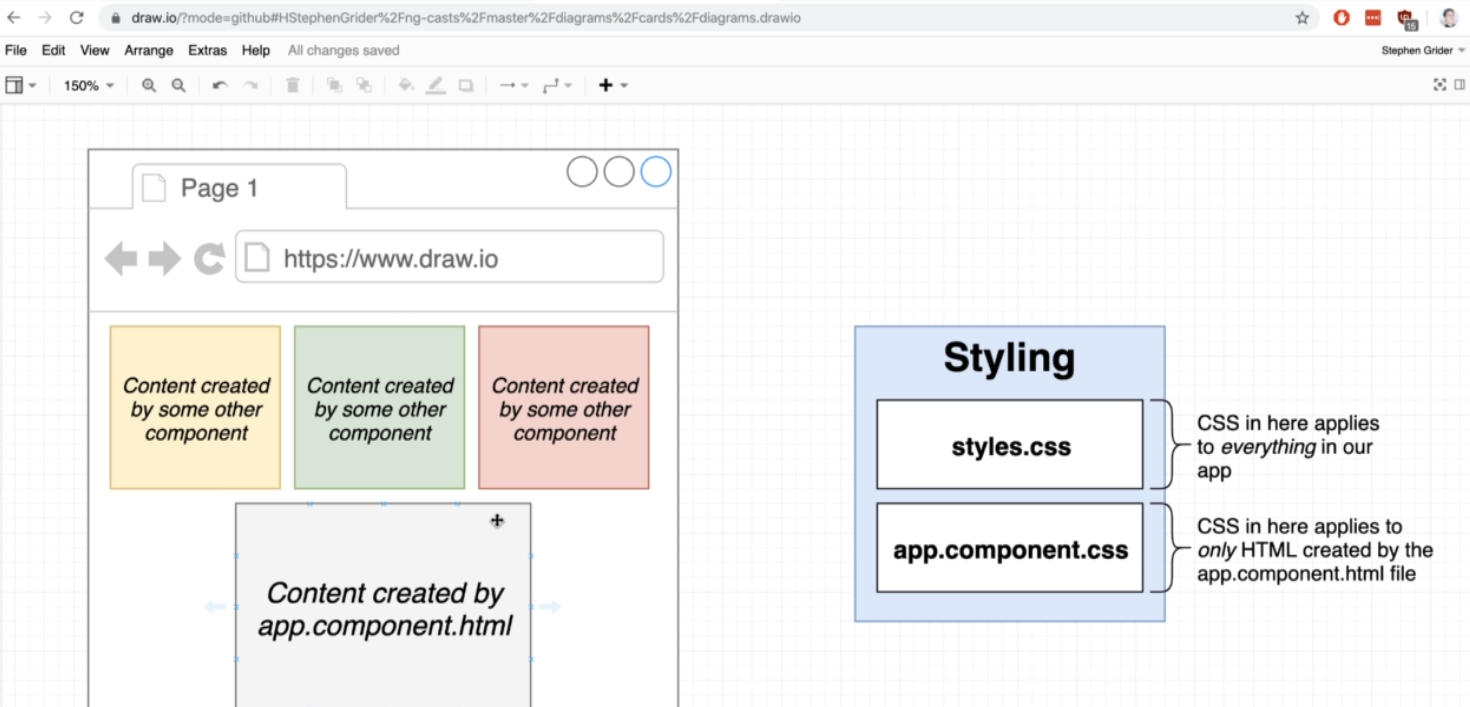 draw.io/?mode=github#HStephenGrider%2Fng-casts%2Fmaster%2Fdiagrams%2Fcards%2Fdiagrams.drawio
15
File Edit View Arrange Extras Help All changes saved
Stephen Grider
150%
Page 1
https://www.draw.io
Content created
by some other
component
Content created
by some other
component
Content created
by some other
component
Content created by
app.component.html
Styling
styles.css
CSS in here applies
to everything in our
app
app.component.css
CSS in here applies to
only HTML created by the
app.component.html file